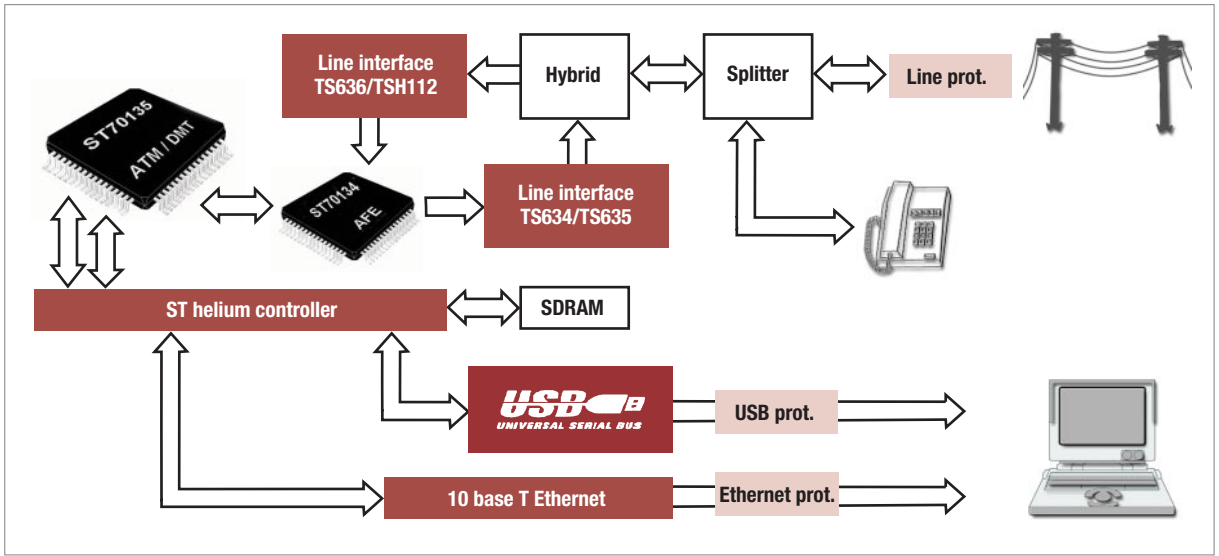 Line interface
TS636/TSH112
Hybrid
Splitter
Line prot.
ST70135
ATM / DMT
ST70134
AFE
Line interface
TS634/TS635
ST helium controller
SDRAM
USB
UNIVERSAL SERIAL BUS
USB prot.
10 base T Ethernet
Ethernet prot.